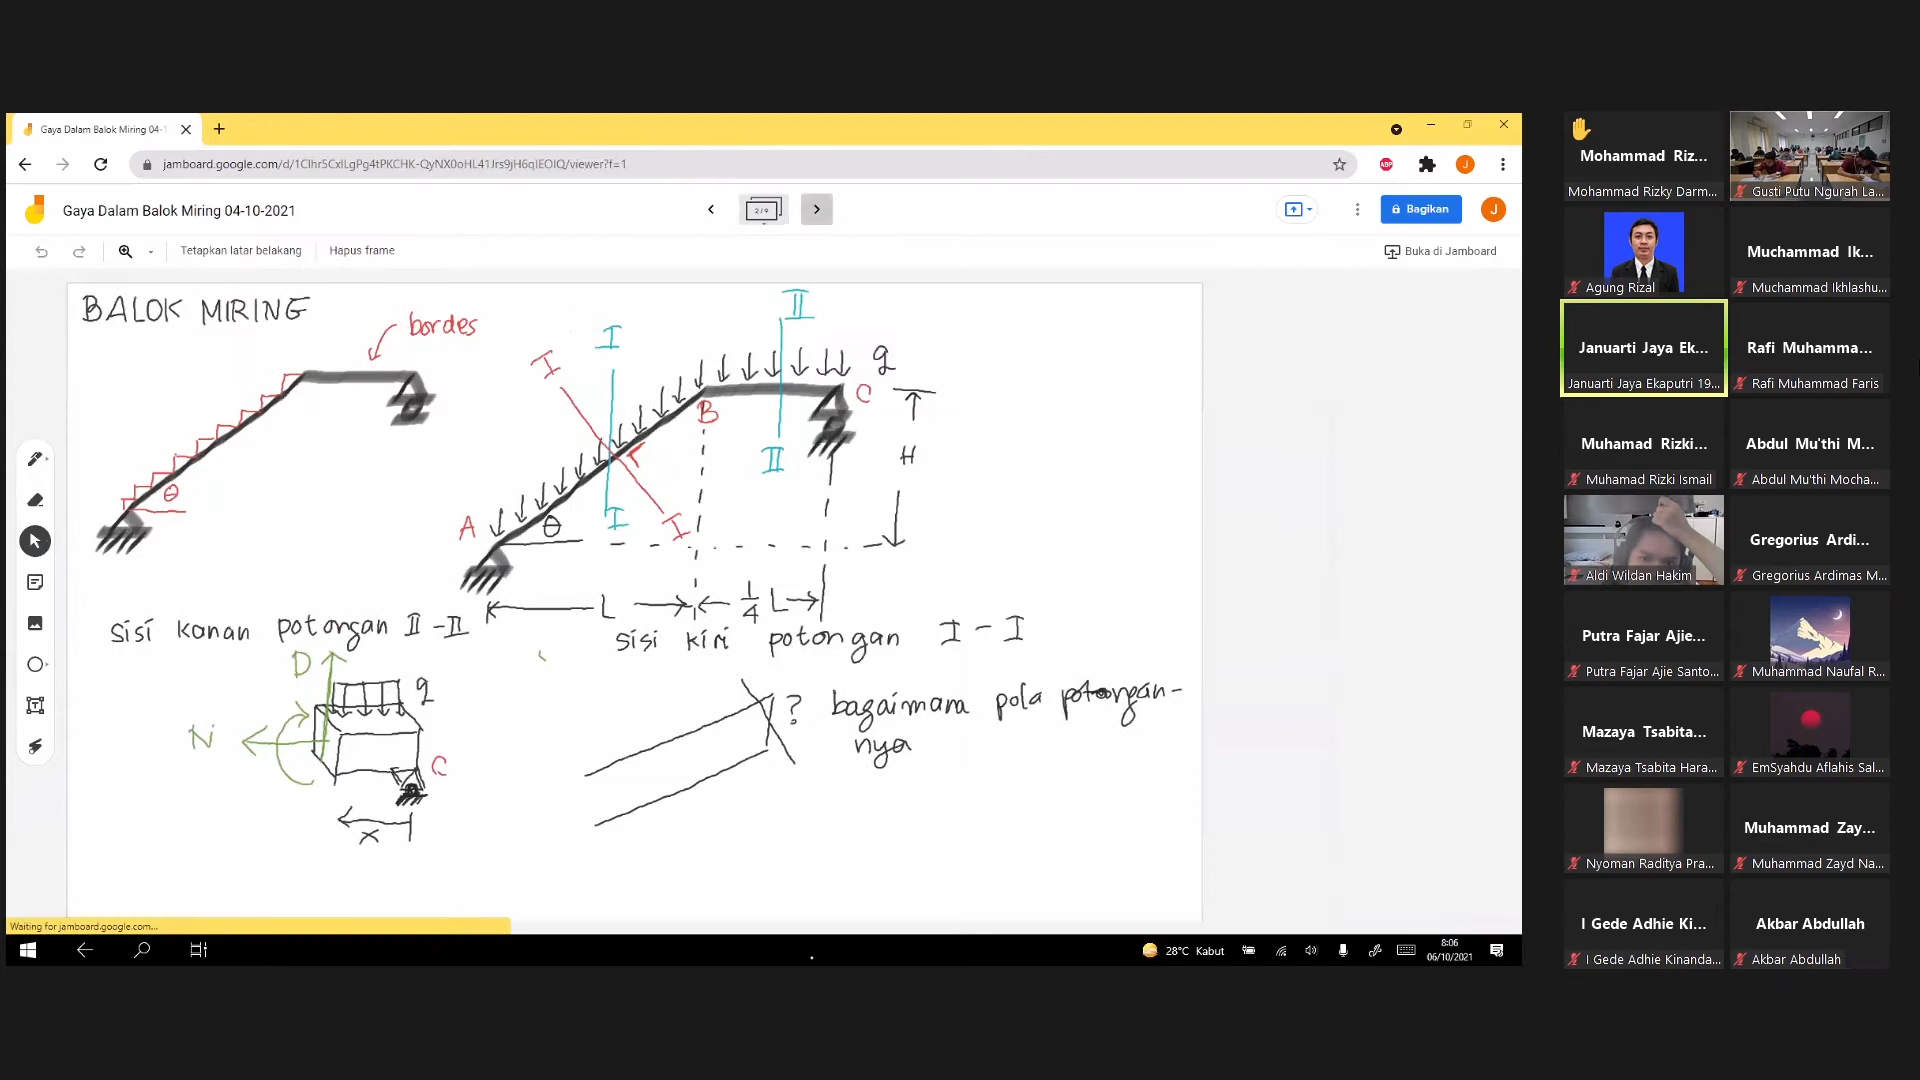 Gaya Dalam Balok Miring 04-1
jamboard.google.com/d/1Clhr5CxlLgPg4tPKCHK-QyNX0oHL41Jrs9jH6qIEOIQ/viewer?f=1
ABP
J
Gaya Dalam Balok Miring 04-10-2021
2/9
Bagikan
J
Tetapkan latar belakang
Hapus frame
Buka di Jamboard
BALOK MIRING
bordes
θ
I
I
II
q
A
B
C
θ
r
I
I
II
H
L
1/4 L
sisi kanan potongan II-II
sisi kiri potongan I-I
D
q
N
C
x
? bagaimana pola potongan-
nya
Waiting for jamboard.google.com...
28°C Kabut
8:06
06/10/2021
Mohammad Riz...
Mohammad Rizky Darm...
Gusti Putu Ngurah La...
Agung Rizal
Muchammad Ik...
Muchammad Ikhlashu...
Januarti Jaya Ek...
Januarti Jaya Ekaputri 19...
Rafi Muhamma...
Rafi Muhammad Faris
Muhamad Rizki...
Muhamad Rizki Ismail
Abdul Mu'thi M...
Abdul Mu'thi Mocha...
Aldi Wildan Hakim
Gregorius Ardi...
Gregorius Ardimas M...
Putra Fajar Ajie...
Putra Fajar Ajie Santo...
Muhammad Naufal R...
Mazaya Tsabita...
Mazaya Tsabita Hara...
EmSyahdu Aflahis Sal...
Nyoman Raditya Pra...
Muhammad Zay...
Muhammad Zayd Na...
I Gede Adhie Ki...
I Gede Adhie Kinanda...
Akbar Abdullah
Akbar Abdullah